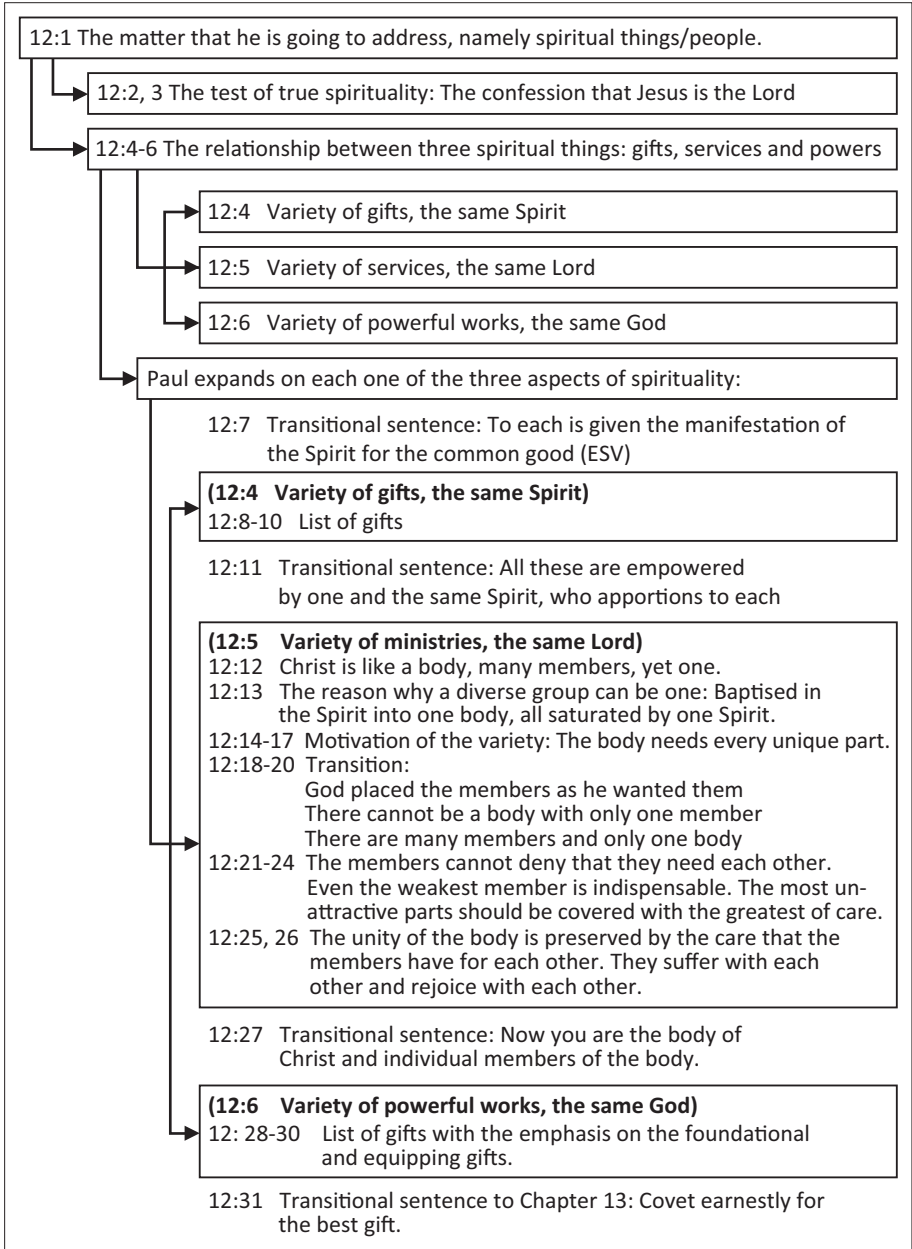 12:1 The matter that he is going to address, namely spiritual things/people.
12:2, 3 The test of true spirituality: The confession that Jesus is the Lord
12:4-6 The relationship between three spiritual things: gifts, services and powers
12:4 Variety of gifts, the same Spirit
12:5 Variety of services, the same Lord
12:6 Variety of powerful works, the same God
Paul expands on each one of the three aspects of spirituality:
12:7 Transitional sentence: To each is given the manifestation of
the Spirit for the common good (ESV)
(12:4 Variety of gifts, the same Spirit)
12:8-10 List of gifts
12:11 Transitional sentence: All these are empowered
by one and the same Spirit, who apportions to each
(12:5 Variety of ministries, the same Lord)
12:12 Christ is like a body, many members, yet one.
12:13 The reason why a diverse group can be one: Baptised in
the Spirit into one body, all saturated by one Spirit.
12:14-17 Motivation of the variety: The body needs every unique part.
12:18-20 Transition:
God placed the members as he wanted them
There cannot be a body with only one member
There are many members and only one body
12:21-24 The members cannot deny that they need each other.
Even the weakest member is indispensable. The most un-
attractive parts should be covered with the greatest of care.
12:25, 26 The unity of the body is preserved by the care that the
members have for each other. They suffer with each
other and rejoice with each other.
12:27 Transitional sentence: Now you are the body of
Christ and individual members of the body.
(12:6 Variety of powerful works, the same God)
12: 28-30 List of gifts with the emphasis on the foundational
and equipping gifts.
12:31 Transitional sentence to Chapter 13: Covet earnestly for
the best gift.